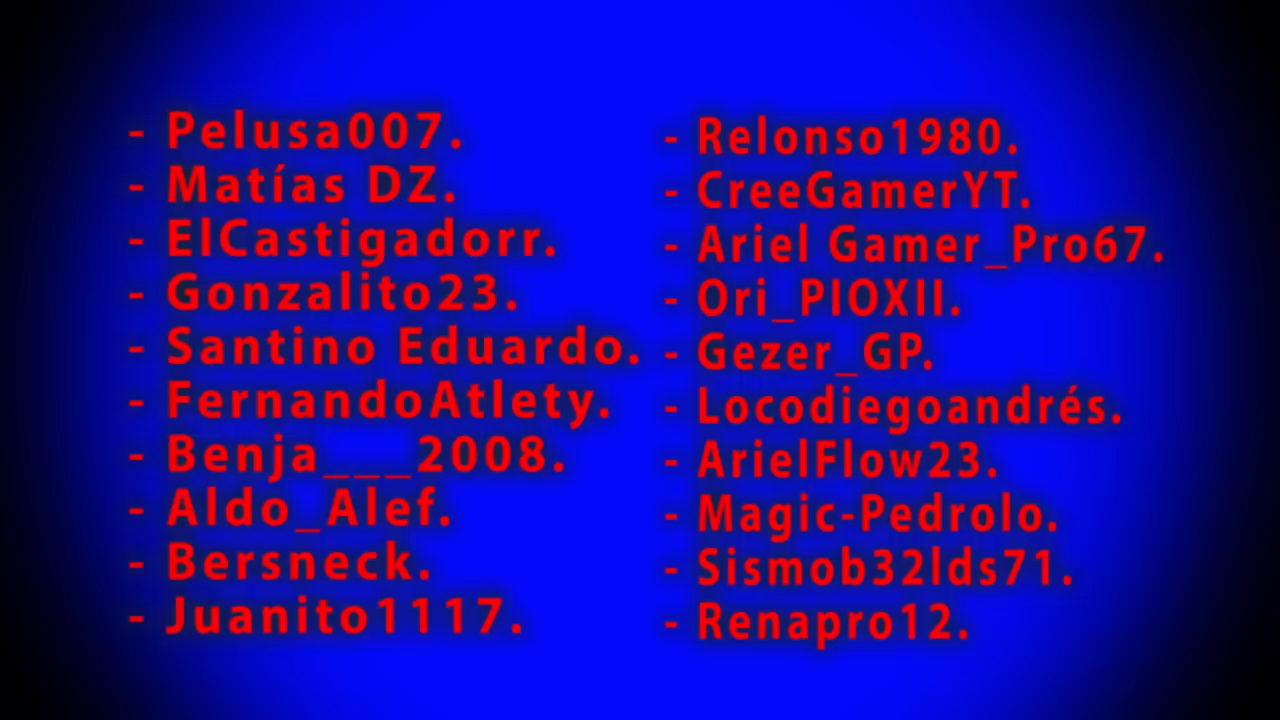 - Pelusa007.
- Matías DZ.
- ElCastigadorr.
- Gonzalito23.
- Santino Eduardo.
- FernandoAtlety.
- Benja___2008.
- Aldo_Alef.
- Bersneck.
- Juanito1117.
- Relonso1980.
- CreeGamerYT.
- Ariel Gamer_Pro67.
- Ori_PIOXII.
- Gezer_GP.
- Locodiegoandrés.
- ArielFlow23.
- Magic-Pedrolo.
- Sismob32lds71.
- Renapro12.